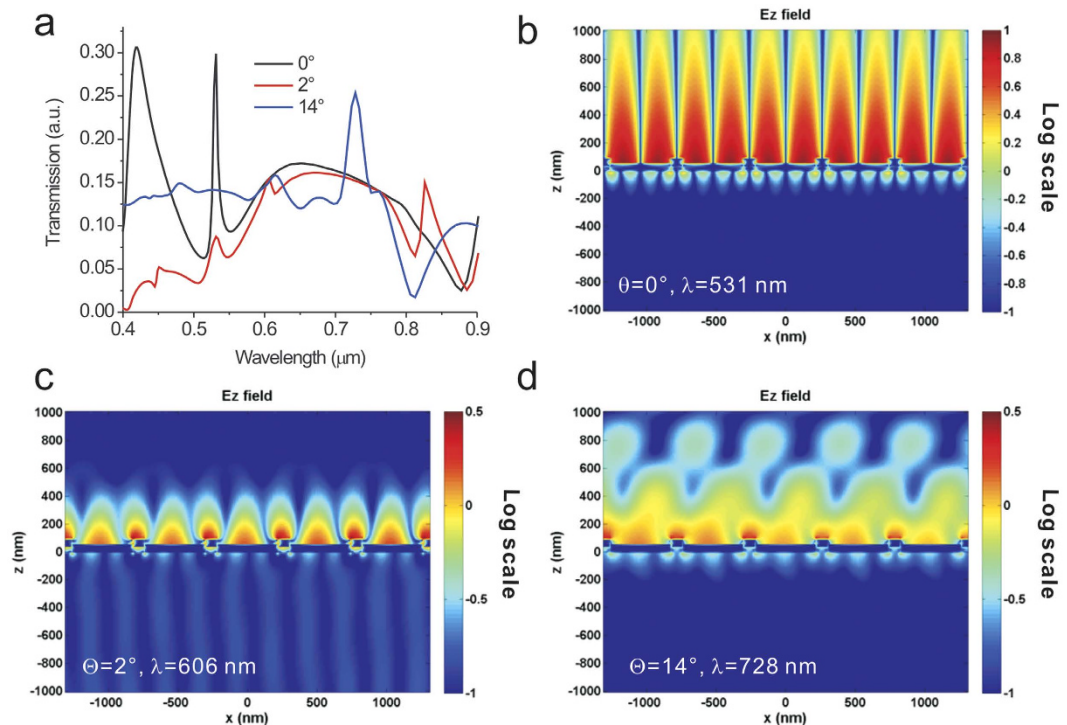 a
0.30
0.25
0.20
0.15
0.10
0.05
0.00
Transmission (a.u.)
0°
2°
14°
0.4 0.5 0.6 0.7 0.8 0.9
Wavelength (μm)
b
Ez field
1000
800
600
400
200
0
-200
-400
-600
-800
-1000
z (nm)
θ=0°, λ=531 nm
-1000 -500 0 500 1000
x (nm)
1
0.8
0.6
0.4
0.2
0
-0.2
-0.4
-0.6
-0.8
-1
Log scale
c
Ez field
1000
800
600
400
200
0
-200
-400
-600
-800
-1000
z (nm)
Θ=2°, λ=606 nm
-1000 -500 0 500 1000
x (nm)
0.5
0
-0.5
-1
Log scale
d
Ez field
1000
800
600
400
200
0
-200
-400
-600
-800
-1000
z (nm)
Θ=14°, λ=728 nm
-1000 -500 0 500 1000
x (nm)
0.5
0
-0.5
-1
Log scale